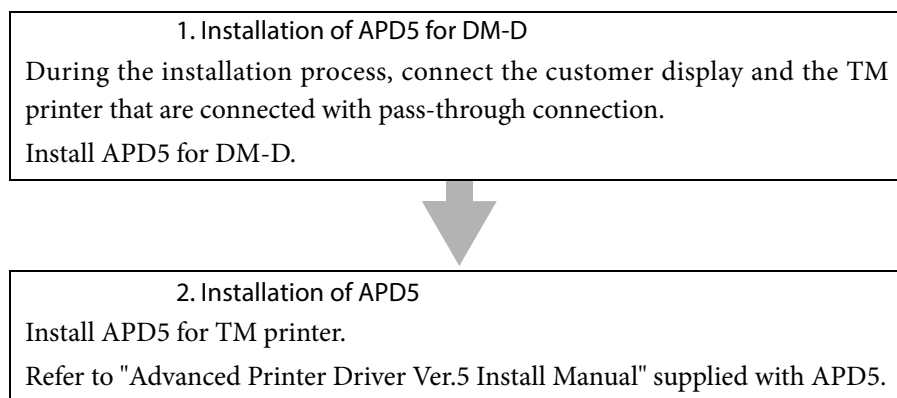 1. Installation of APD5 for DM-D
During the installation process, connect the customer display and the TM
printer that are connected with pass-through connection.
Install APD5 for DM-D.
2. Installation of APD5
Install APD5 for TM printer.
Refer to "Advanced Printer Driver Ver.5 Install Manual" supplied with APD5.